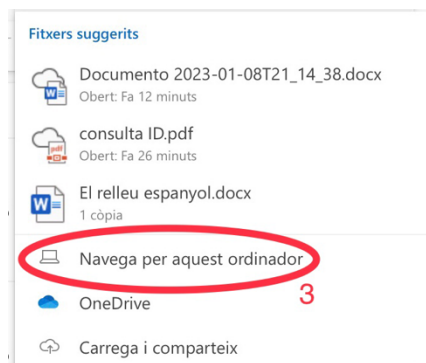 Fitxers suggerits
Documento 2023-01-08T21_14_38.docx
Obert: Fa 12 minuts
consulta ID.pdf
Obert: Fa 26 minuts
El relleu espanyol.docx
1 còpia
Navega per aquest ordinador
3
OneDrive
Carrega i comparteix